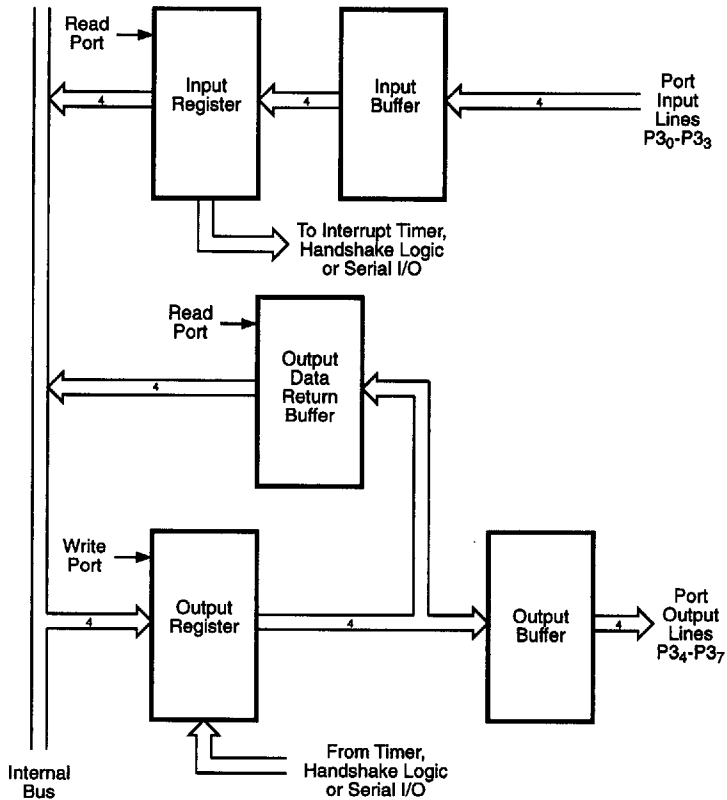 Read
Port
Input
Register
Input
Buffer
Port
Input
Lines
P3₀-P3₃
4
4
4
To Interrupt Timer,
Handshake Logic
or Serial I/O
Read
Port
Output
Data
Return
Buffer
4
Write
Port
Output
Register
4
4
Output
Buffer
4
Port
Output
Lines
P3₄-P3₇
From Timer,
Handshake Logic
or Serial I/O
Internal
Bus